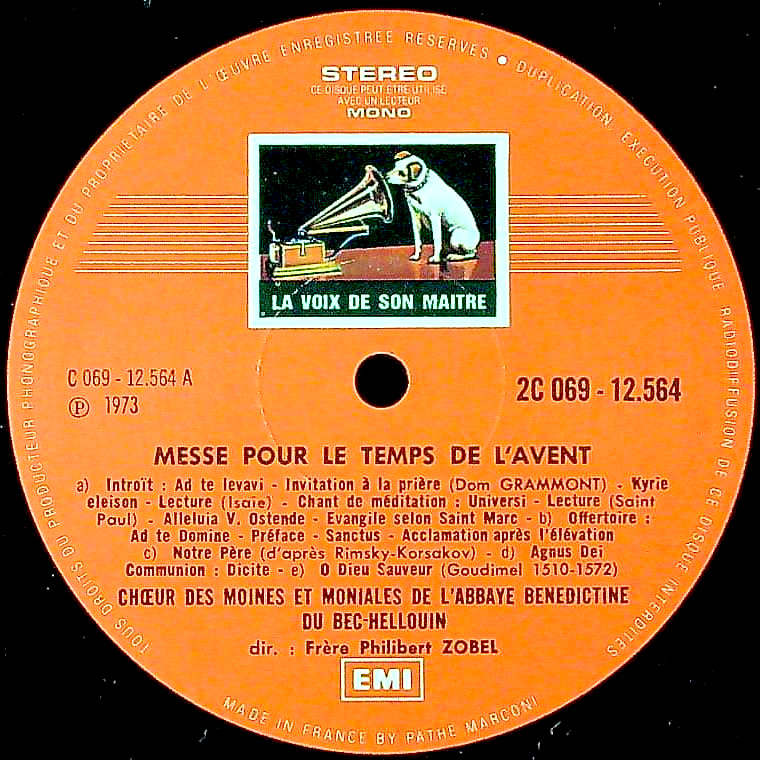 TOUS DROITS DU PRODUCTEUR PHONOGRAPHIQUE ET DU PROPRIETAIRE DE L'ŒUVRE ENREGISTREE RESERVES • DUPLICATION, EXECUTION PUBLIQUE RADIODIFFUSION DE CE DISQUE INTERDITES
STEREO
CE DISQUE PEUT ETRE UTILISE
AVEC UN LECTEUR
MONO
LA VOIX DE SON MAITRE
C 069 - 12.564 A
℗ 1973
2C 069 - 12.564
MESSE POUR LE TEMPS DE L'AVENT
a) Introït : Ad te levavi - Invitation à la prière (Dom GRAMMONT) - Kyrie
eleison - Lecture (Isaïe) - Chant de méditation : Universi - Lecture (Saint
Paul) - Alleluia V. Ostende - Evangile selon Saint Marc - b) Offertoire :
Ad te Domine - Préface - Sanctus - Acclamation après l'élévation
c) Notre Père (d'après Rimsky-Korsakov) - d) Agnus Dei
Communion : Dicite - e) O Dieu Sauveur (Goudimel 1510-1572)
CHŒUR DES MOINES ET MONIALES DE L'ABBAYE BENEDICTINE
DU BEC-HELLOUIN
dir. : Frère Philibert ZOBEL
EMI
MADE IN FRANCE BY PATHE MARCONI